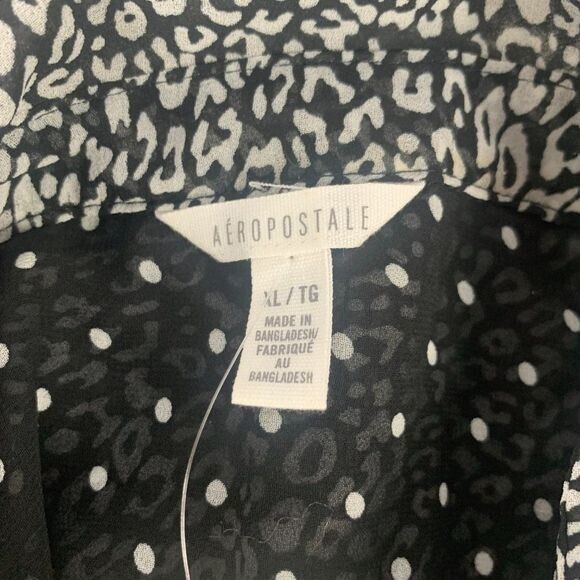 AÉROPOSTALE
XL/TG
MADE IN
BANGLADESH/
FABRIQUÉ
AU
BANGLADESH